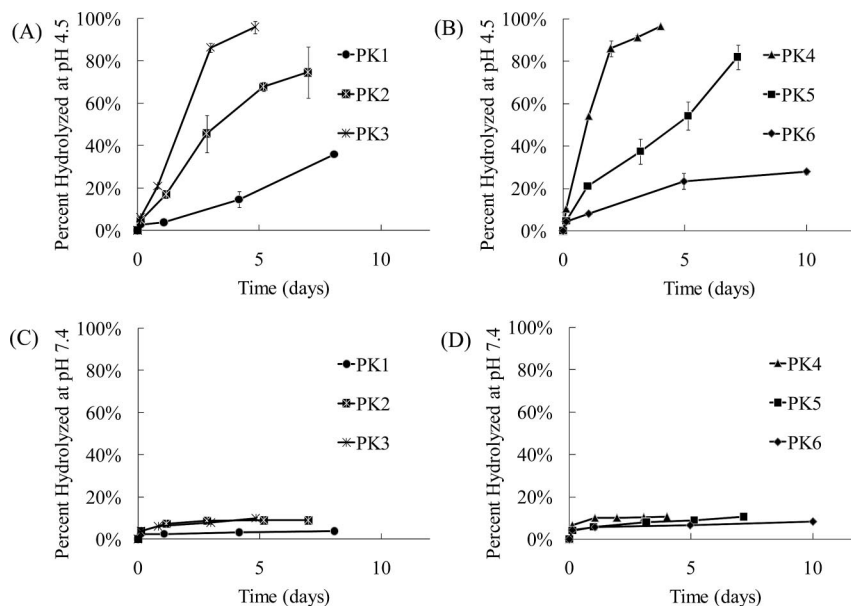 (A)
Percent Hydrolyzed at pH 4.5
100%
80%
60%
40%
20%
0%
0
5
10
Time (days)
PK1
PK2
PK3
(B)
Percent Hydrolyzed at pH 4.5
100%
80%
60%
40%
20%
0%
0
5
10
Time (days)
PK4
PK5
PK6
(C)
Percent Hydrolyzed at pH 7.4
100%
80%
60%
40%
20%
0%
0
5
10
Time (days)
PK1
PK2
PK3
(D)
Percent Hydrolyzed at pH 7.4
100%
80%
60%
40%
20%
0%
0
5
10
Time (days)
PK4
PK5
PK6